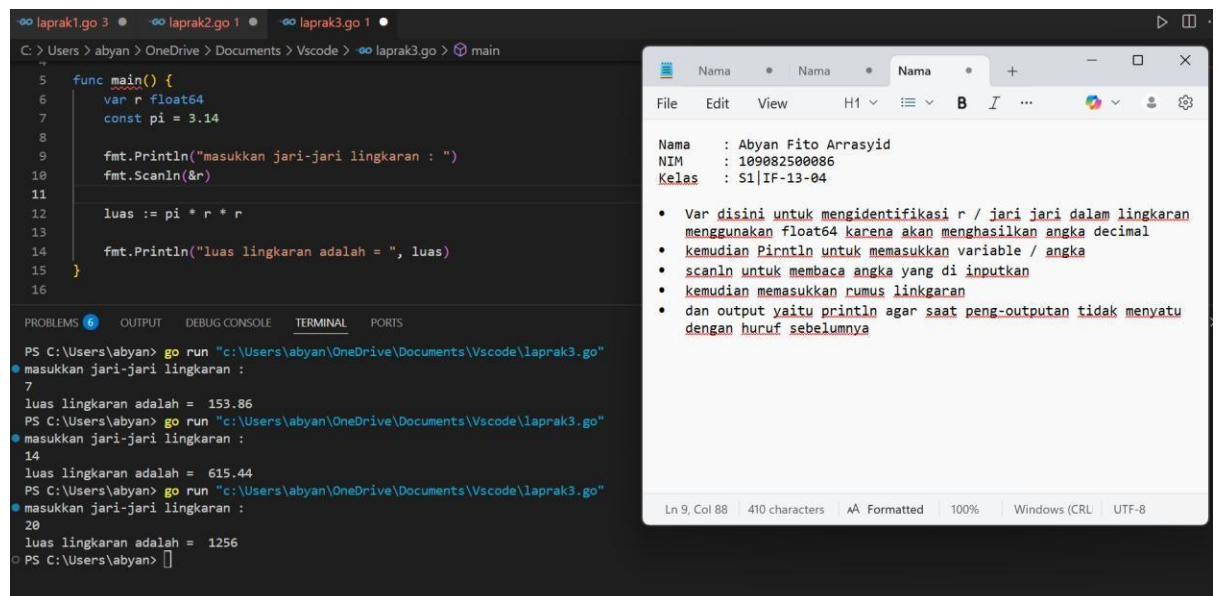 laprak1.go 3 laprak2.go 1 laprak3.go 1
C: > Users > abyan > OneDrive > Documents > Vscode > laprak3.go > main
5 func main() {
6 var r float64
7 const pi = 3.14
8
9 fmt.Println("masukkan jari-jari lingkaran : ")
10 fmt.Scanln(&r)
11
12 luas := pi * r * r
13
14 fmt.Println("luas lingkaran adalah = ", luas)
15 }
16
PROBLEMS 6 OUTPUT DEBUG CONSOLE TERMINAL PORTS
PS C:\Users\abyan> go run "c:\Users\abyan\OneDrive\Documents\Vscode\laprak3.go"
masukkan jari-jari lingkaran :
7
luas lingkaran adalah = 153.86
PS C:\Users\abyan> go run "c:\Users\abyan\OneDrive\Documents\Vscode\laprak3.go"
masukkan jari-jari lingkaran :
14
luas lingkaran adalah = 615.44
PS C:\Users\abyan> go run "c:\Users\abyan\OneDrive\Documents\Vscode\laprak3.go"
masukkan jari-jari lingkaran :
20
luas lingkaran adalah = 1256
PS C:\Users\abyan>
Nama Nama Nama
File Edit View H1 B I ...
Nama : Abyan Fito Arrasyid
NIM : 109082500086
Kelas : S1|IF-13-04
• Var disini untuk mengidentifikasi r / jari jari dalam lingkaran
menggunakan float64 karena akan menghasilkan angka decimal
• kemudian Pirntln untuk memasukkan variable / angka
• scanln untuk membaca angka yang di inputkan
• kemudian memasukkan rumus linkgaran
• dan output yaitu println agar saat peng-outputan tidak menyatu
dengan huruf sebelumnya
Ln 9, Col 88 410 characters Formatted 100% Windows (CRL UTF-8